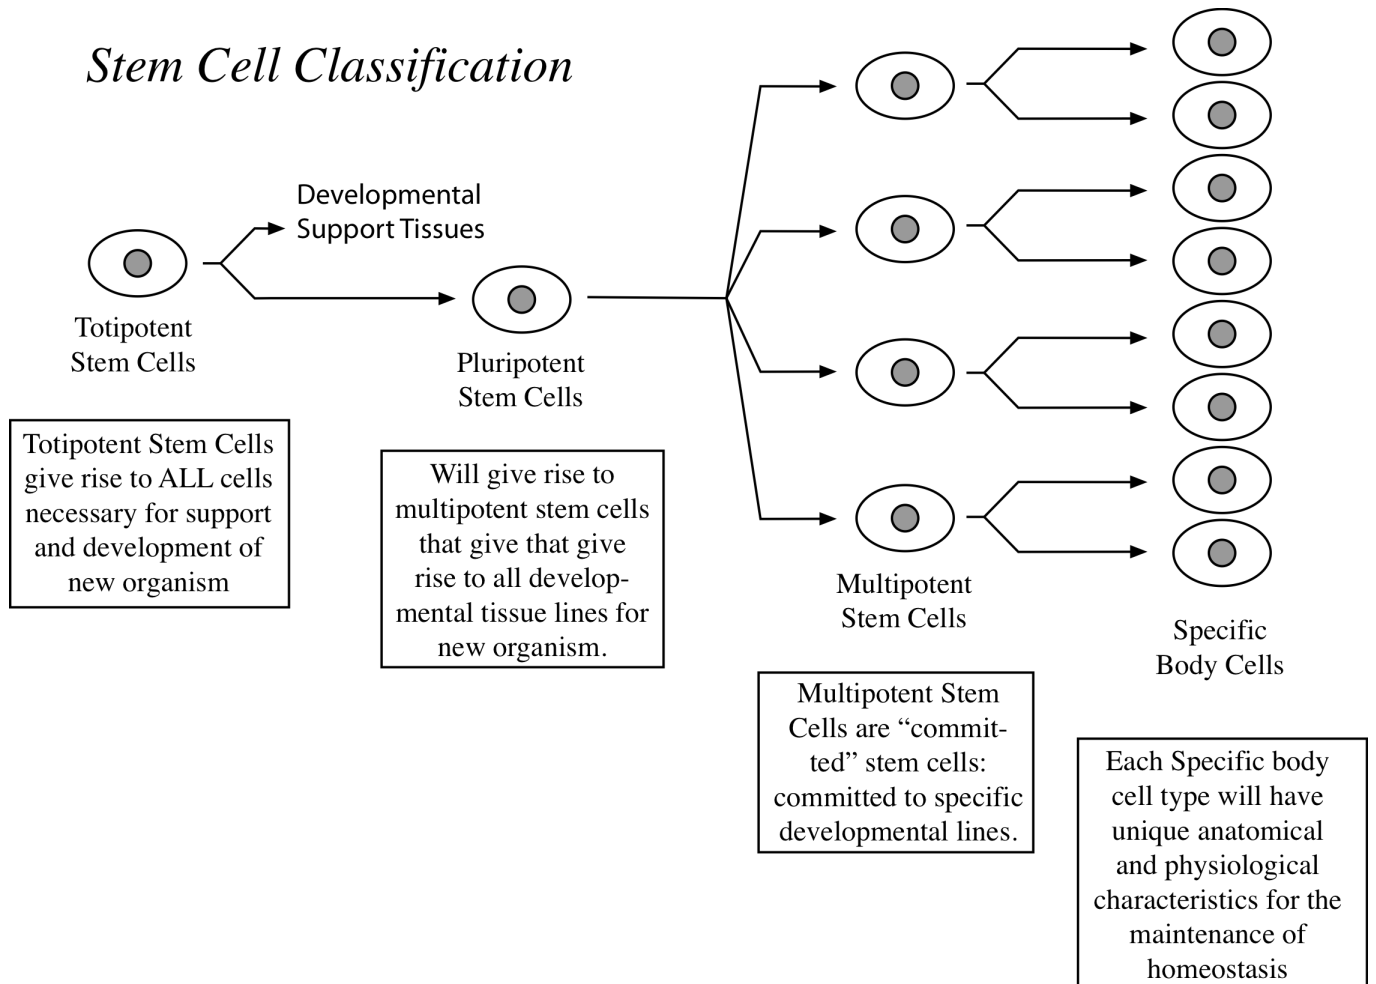 Stem Cell Classification
Developmental
Support Tissues
Totipotent
Stem Cells
Pluripotent
Stem Cells
Multipotent
Stem Cells
Specific
Body Cells
Totipotent Stem Cells
give rise to ALL cells
necessary for support
and development of
new organism
Will give rise to
multipotent stem cells
that give that give
rise to all develop-
mental tissue lines for
new organism.
Multipotent Stem
Cells are “commit-
ted” stem cells:
committed to specific
developmental lines.
Each Specific body
cell type will have
unique anatomical
and physiological
characteristics for the
maintenance of
homeostasis